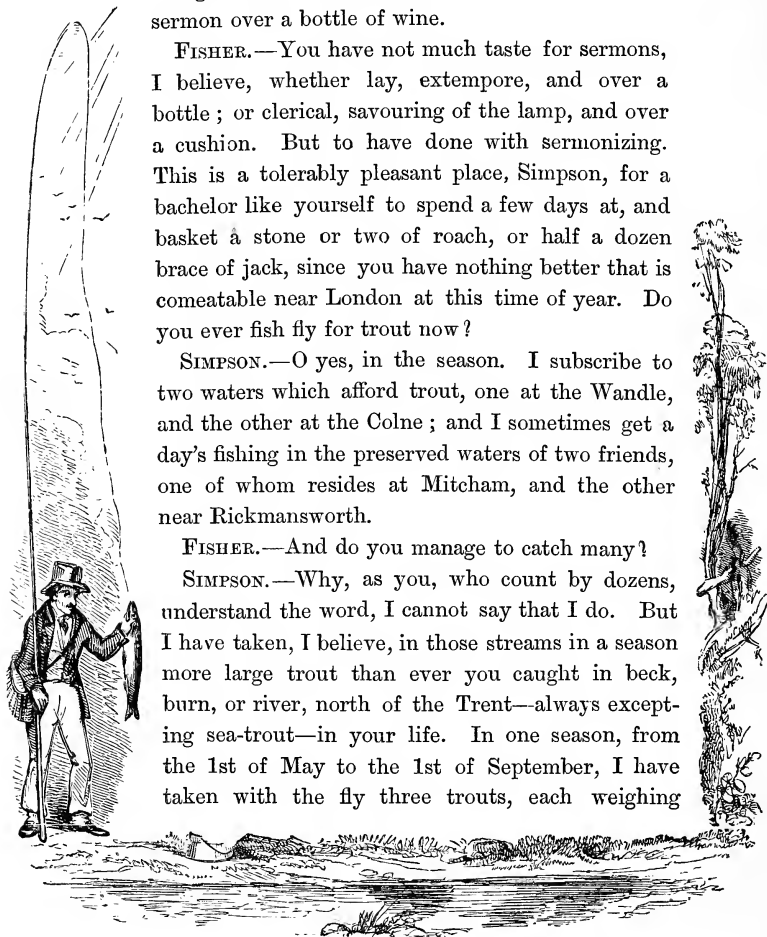 sermon over a bottle of wine.
FISHER.—You have not much taste for sermons,
I believe, whether lay, extempore, and over a
bottle ; or clerical, savouring of the lamp, and over
a cushion. But to have done with sermonizing.
This is a tolerably pleasant place, Simpson, for a
bachelor like yourself to spend a few days at, and
basket a stone or two of roach, or half a dozen
brace of jack, since you have nothing better that is
comeatable near London at this time of year. Do
you ever fish fly for trout now?
SIMPSON.—O yes, in the season. I subscribe to
two waters which afford trout, one at the Wandle,
and the other at the Colne ; and I sometimes get a
day's fishing in the preserved waters of two friends,
one of whom resides at Mitcham, and the other
near Rickmansworth.
FISHER.—And do you manage to catch many?
SIMPSON.—Why, as you, who count by dozens,
understand the word, I cannot say that I do. But
I have taken, I believe, in those streams in a season
more large trout than ever you caught in beck,
burn, or river, north of the Trent—always except-
ing sea-trout—in your life. In one season, from
the 1st of May to the 1st of September, I have
taken with the fly three trouts, each weighing